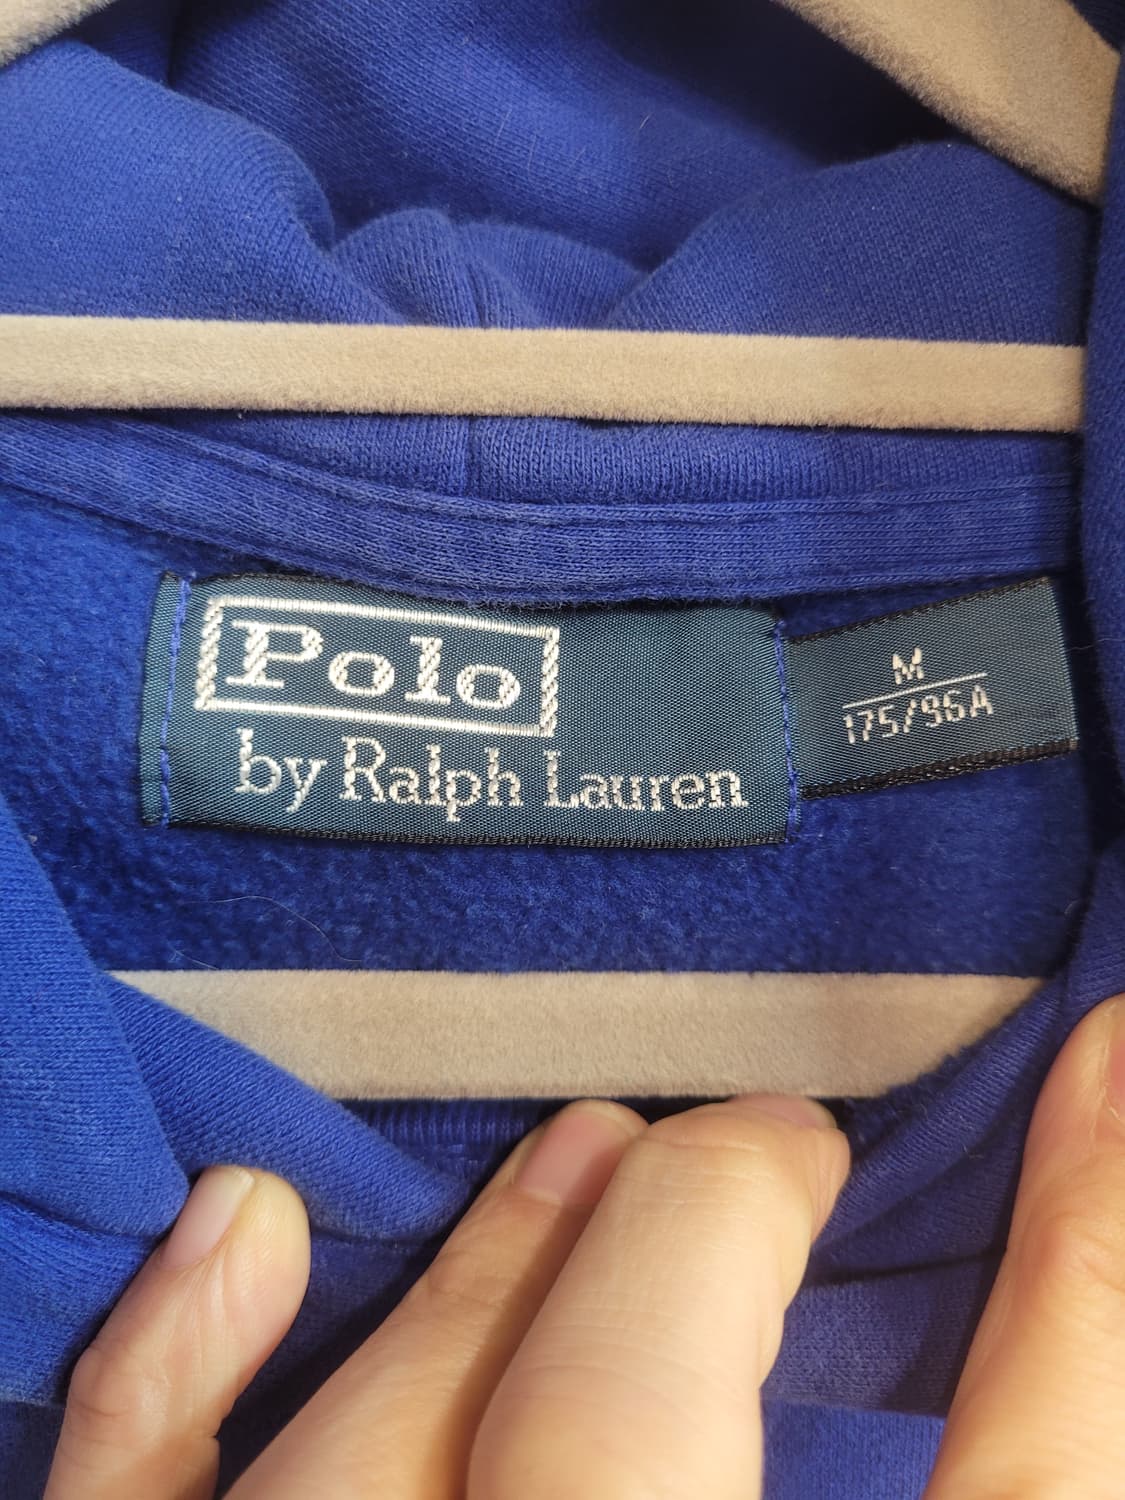 Polo
by Ralph Lauren
M
175/96A